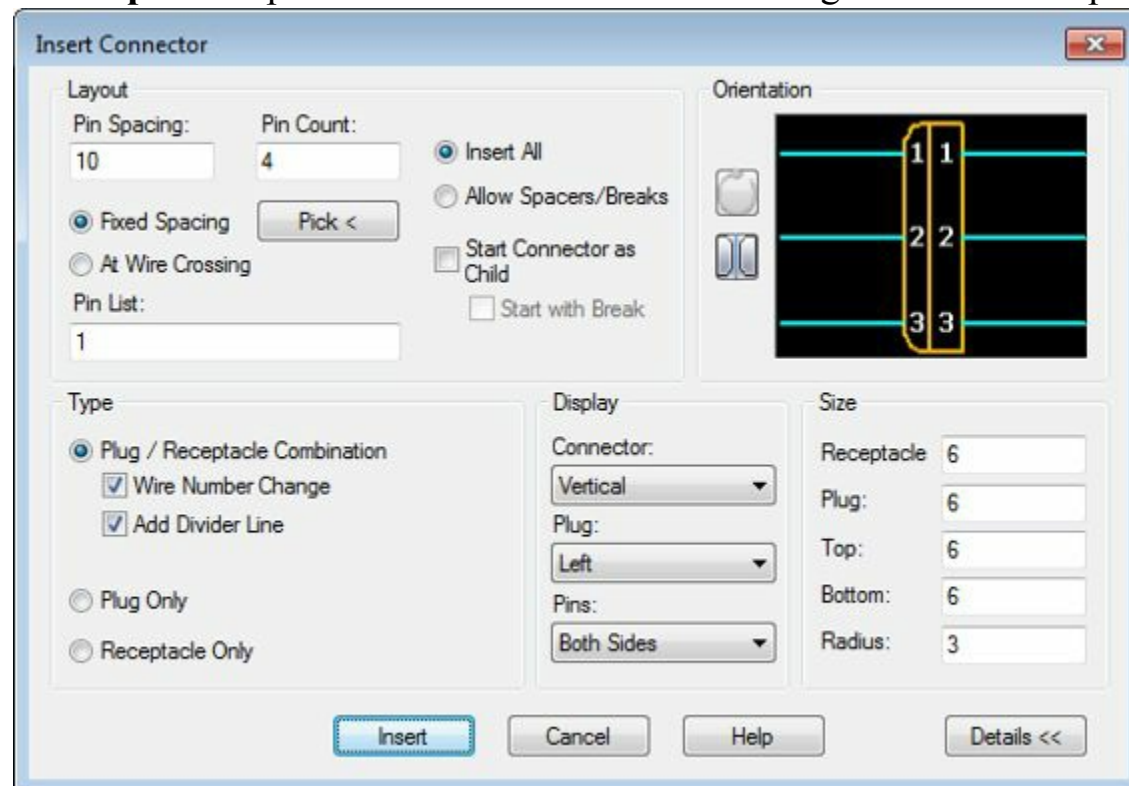 Insert Connector
Layout
Pin Spacing: Pin Count:
10 4
Insert All
Allow Spacers/Breaks
Fixed Spacing Pick <
At Wire Crossing
Start Connector as
Child
Start with Break
Pin List:
1
Orientation
1 1
2 2
3 3
Type
Plug / Receptacle Combination
Wire Number Change
Add Divider Line
Plug Only
Receptacle Only
Display
Connector:
Vertical
Plug:
Left
Pins:
Both Sides
Size
Receptacle 6
Plug: 6
Top: 6
Bottom: 6
Radius: 3
Insert Cancel Help Details <<